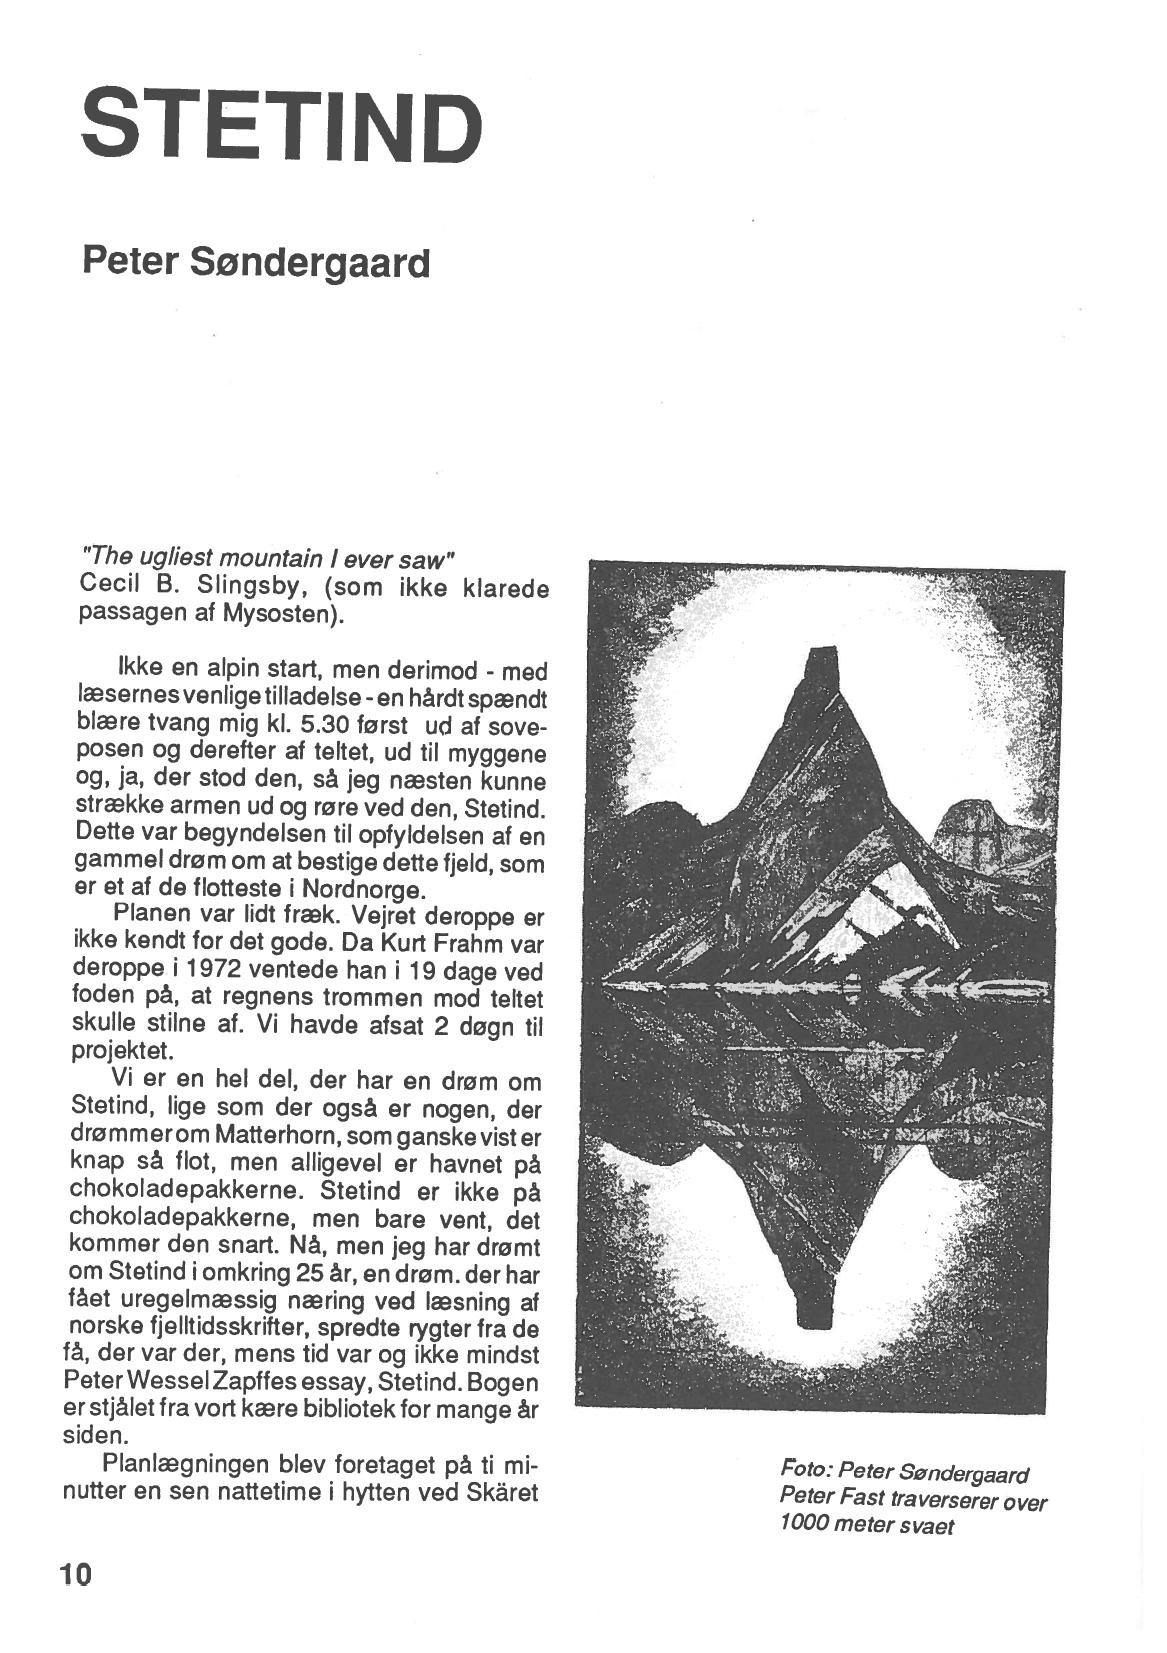 STETIND
Peter Søndergaard
"The ugliest mountain I ever saw"
Cecil B. Slingsby, (som ikke klarede
passagen af Mysosten).
Ikke en alpin start, men derimod - med
læsernes venlige tilladelse - en hårdt spændt
blære tvang mig kl. 5.30 først ud af sove-
posen og derefter af teltet, ud til myggene
og, ja, der stod den, så jeg næsten kunne
strække armen ud og røre ved den, Stetind.
Dette var begyndelsen til opfyldelsen af en
gammel drøm om at bestige dette fjeld, som
er et af de flotteste i Nordnorge.
Planen var lidt fræk. Vejret deroppe er
ikke kendt for det gode. Da Kurt Frahm var
deroppe i 1972 ventede han i 19 dage ved
foden på, at regnens trommen mod teltet
skulle stilne af. Vi havde afsat 2 døgn til
projektet.
Vi er en hel del, der har en drøm om
Stetind, lige som der også er nogen, der
drømmer om Matterhorn, som ganske vist er
knap så flot, men alligevel er havnet på
chokoladepakkerne. Stetind er ikke på
chokoladepakkerne, men bare vent, det
kommer den snart. Nå, men jeg har drømt
om Stetind i omkring 25 år, en drøm. der har
fået uregelmæssig næring ved læsning af
norske fjelltidsskrifter, spredte rygter fra de
få, der var der, mens tid var og ikke mindst
Peter Wessel Zapffes essay, Stetind. Bogen
er stjålet fra vort kære bibliotek for mange år
siden.
Planlægningen blev foretaget på ti mi-
nutter en sen nattetime i hytten ved Skäret
Foto: Peter Søndergaard
Peter Fast traverserer over
1000 meter svaet
10